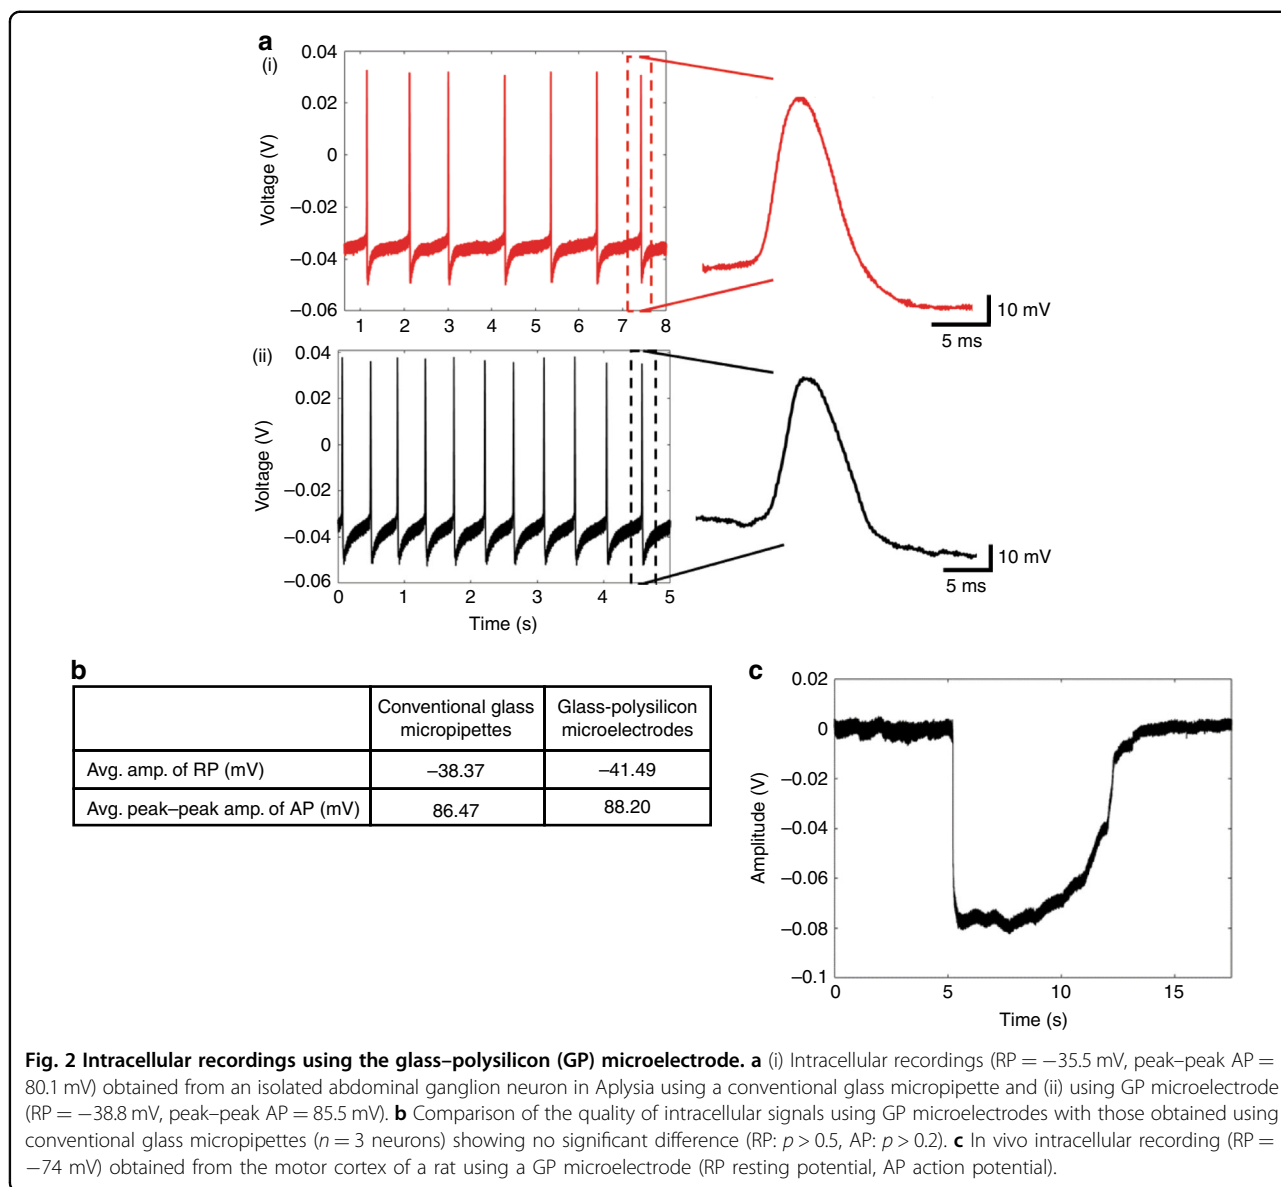 a
(i)
0.04
0.02
0
−0.02
−0.04
−0.06
Voltage (V)
1 2 3 4 5 6 7 8
10 mV
5 ms
(ii)
0.04
0.02
0
−0.02
−0.04
−0.06
Voltage (V)
0 1 2 3 4 5
Time (s)
10 mV
5 ms
b
Conventional glass micropipettes
Glass-polysilicon microelectrodes
Avg. amp. of RP (mV) −38.37 −41.49
Avg. peak–peak amp. of AP (mV) 86.47 88.20
c
0.02
0
−0.02
−0.04
−0.06
−0.08
−0.1
Amplitude (V)
0 5 10 15
Time (s)
Fig. 2 Intracellular recordings using the glass–polysilicon (GP) microelectrode. a (i) Intracellular recordings (RP = −35.5 mV, peak–peak AP =
80.1 mV) obtained from an isolated abdominal ganglion neuron in Aplysia using a conventional glass micropipette and (ii) using GP microelectrode
(RP = −38.8 mV, peak–peak AP = 85.5 mV). b Comparison of the quality of intracellular signals using GP microelectrodes with those obtained using
conventional glass micropipettes (n = 3 neurons) showing no significant difference (RP: p > 0.5, AP: p > 0.2). c In vivo intracellular recording (RP =
−74 mV) obtained from the motor cortex of a rat using a GP microelectrode (RP resting potential, AP action potential).